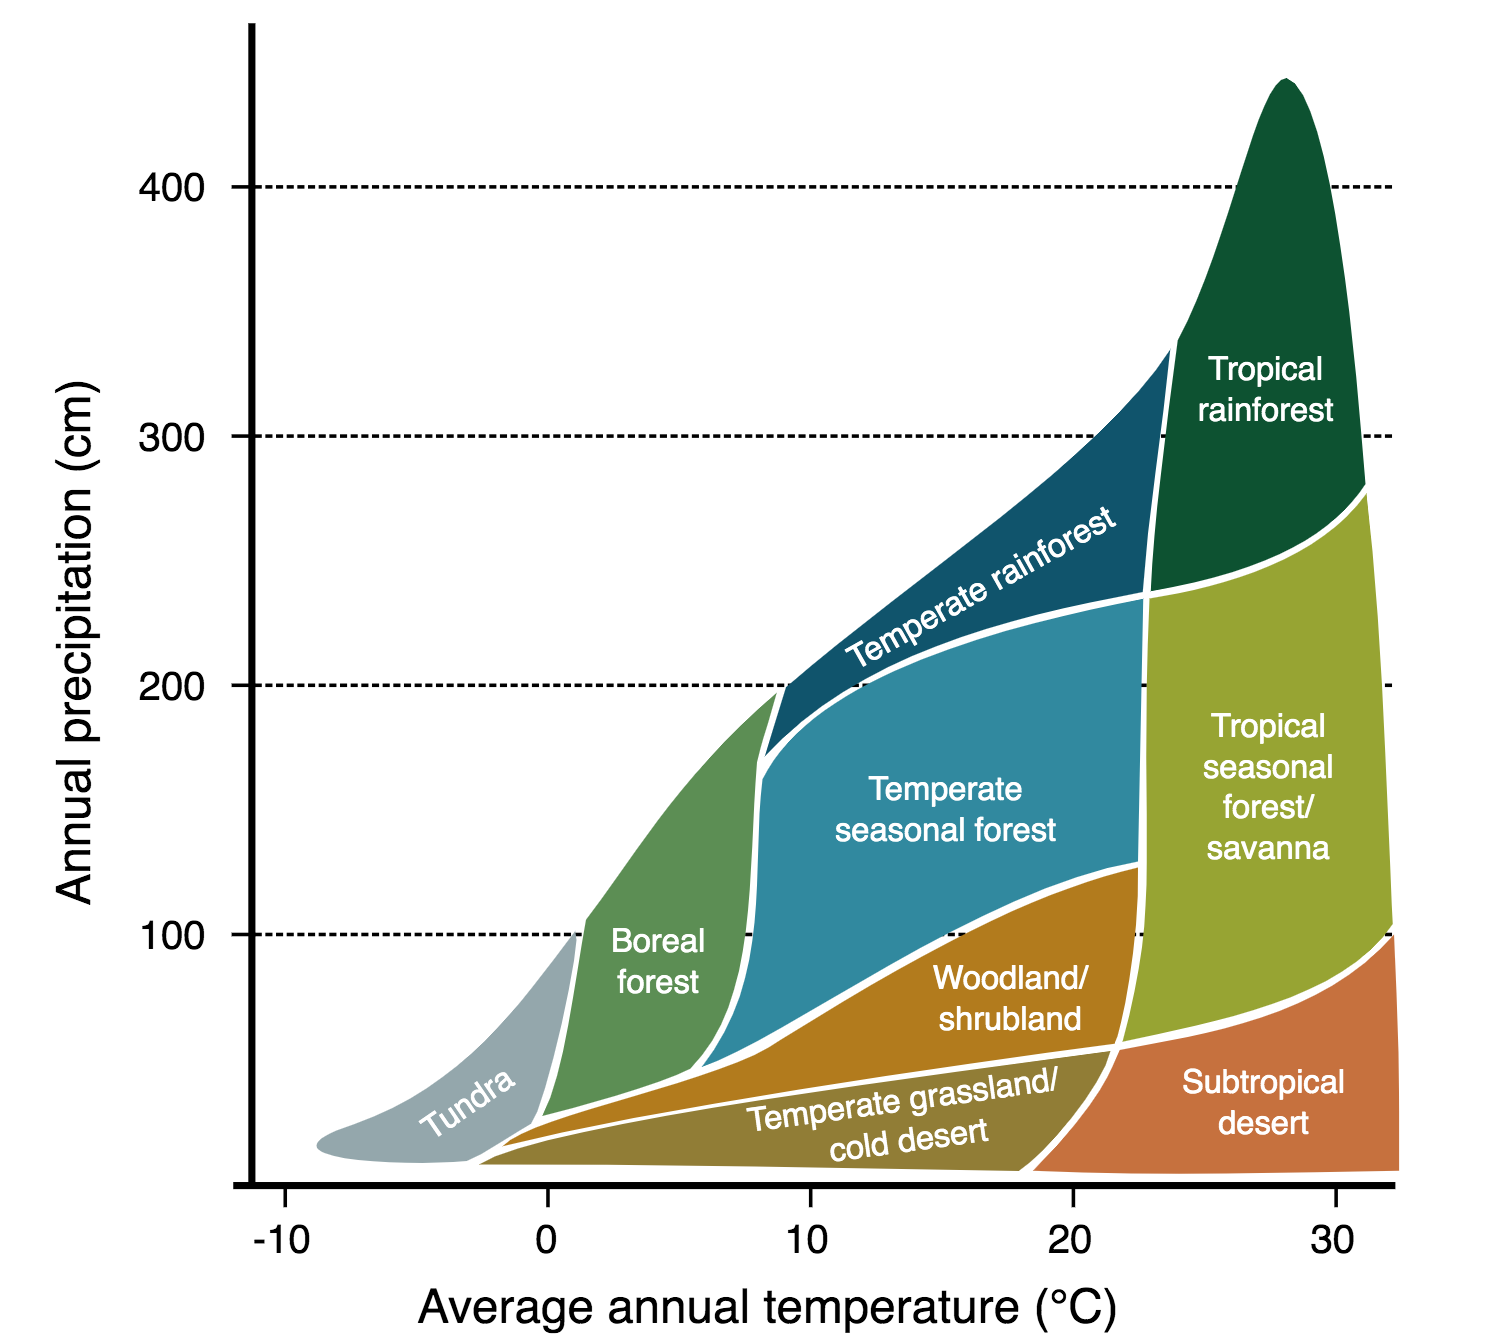 Annual precipitation (cm)
400
300
200
100
Tropical
rainforest
Temperate rainforest
Tropical
seasonal
forest/
savanna
Temperate
seasonal forest
Boreal
forest
Woodland/
shrubland
Tundra
Temperate grassland/
cold desert
Subtropical
desert
-10
0
10
20
30
Average annual temperature (°C)